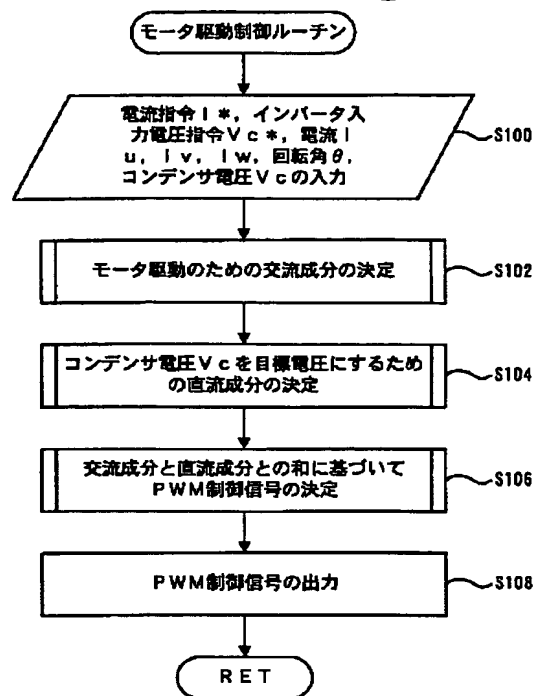 モータ駆動制御ルーチン
電流指令I*,インバータ入
力電圧指令Vc*,電流I
u,Iv,Iw,回転角θ,
コンデンサ電圧Vcの入力
S100
モータ駆動のための交流成分の決定
S102
コンデンサ電圧Vcを目標電圧にするため
の直流成分の決定
S104
交流成分と直流成分との和に基づいて
PWM制御信号の決定
S106
PWM制御信号の出力
S108
RET